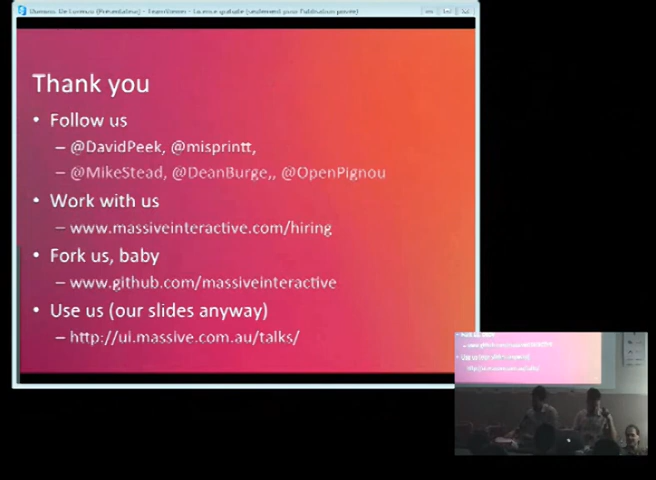 Thank you
• Follow us
– @DavidPeek, @misprintt,
– @MikeStead, @DeanBurge,, @OpenPignou
• Work with us
– www.massiveinteractive.com/hiring
• Fork us, baby
– www.github.com/massiveinteractive
• Use us (our slides anyway)
– http://ui.massive.com.au/talks/